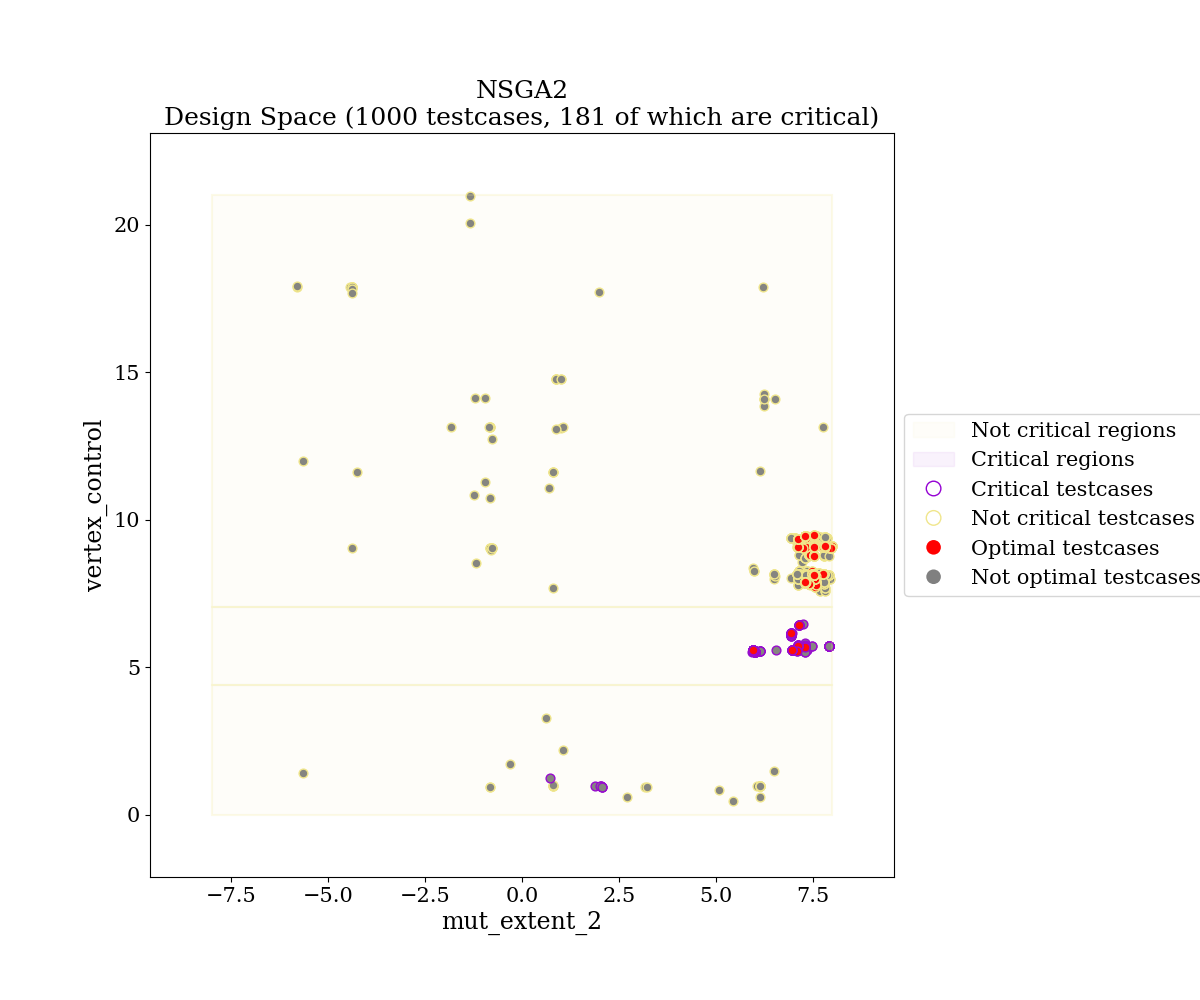 NSGA2
Design Space (1000 testcases, 181 of which are critical)
20
15
10
5
0
vertex_control
−7.5
−5.0
−2.5
0.0
2.5
5.0
7.5
mut_extent_2
Not critical regions
Critical regions
Critical testcases
Not critical testcases
Optimal testcases
Not optimal testcases